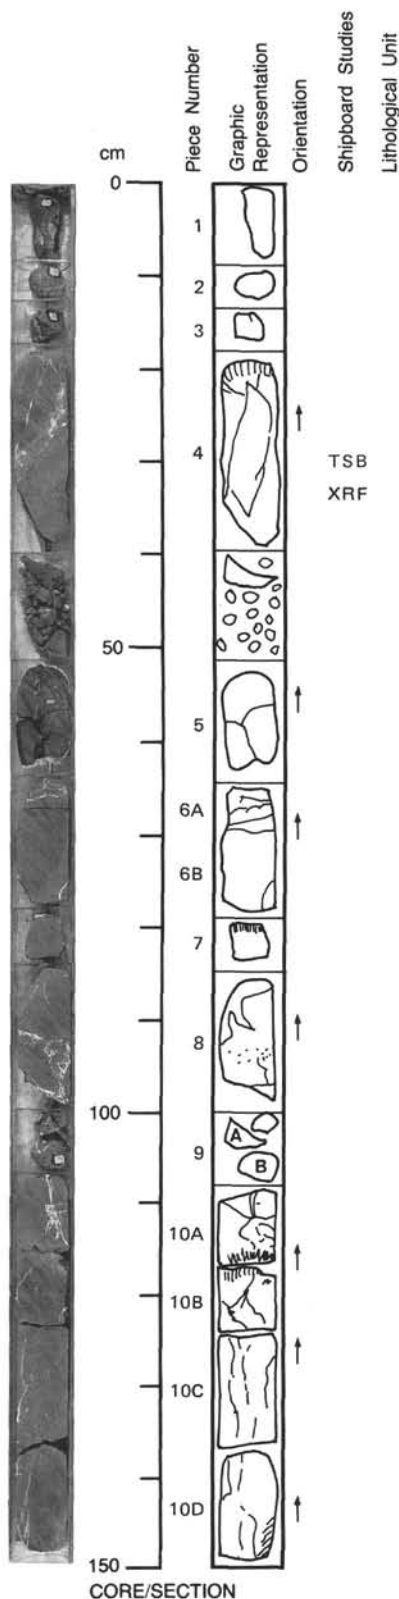 cm
Piece Number
Graphic Representation
Orientation
Shipboard Studies
Lithological Unit
0
1
2
3
4
TSB
XRF
50
5
6A
6B
7
8
100
9
A
B
10A
10B
10C
10D
150
CORE/SECTION